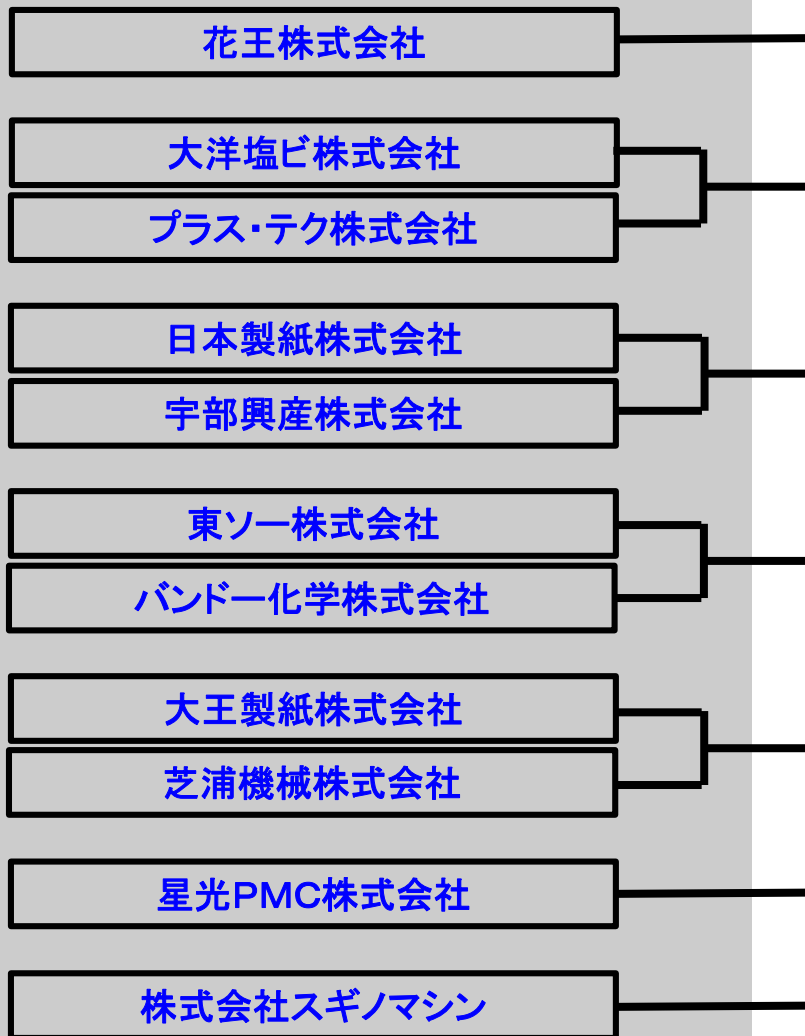 花王株式会社
大洋塩ビ株式会社
プラス・テク株式会社
日本製紙株式会社
宇部興産株式会社
東ソー株式会社
バンドー化学株式会社
大王製紙株式会社
芝浦機械株式会社
星光PMC株式会社
株式会社スギノマシン